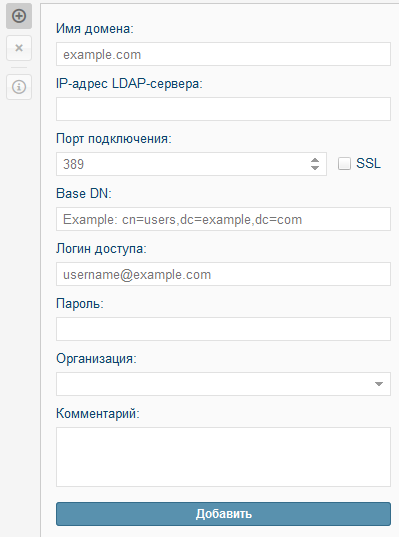 Имя домена:
example.com
IP-адрес LDAP-сервера:
Порт подключения:
389
SSL
Base DN:
Example: cn=users,dc=example,dc=com
Логин доступа:
username@example.com
Пароль:
Организация:
Комментарий:
Добавить